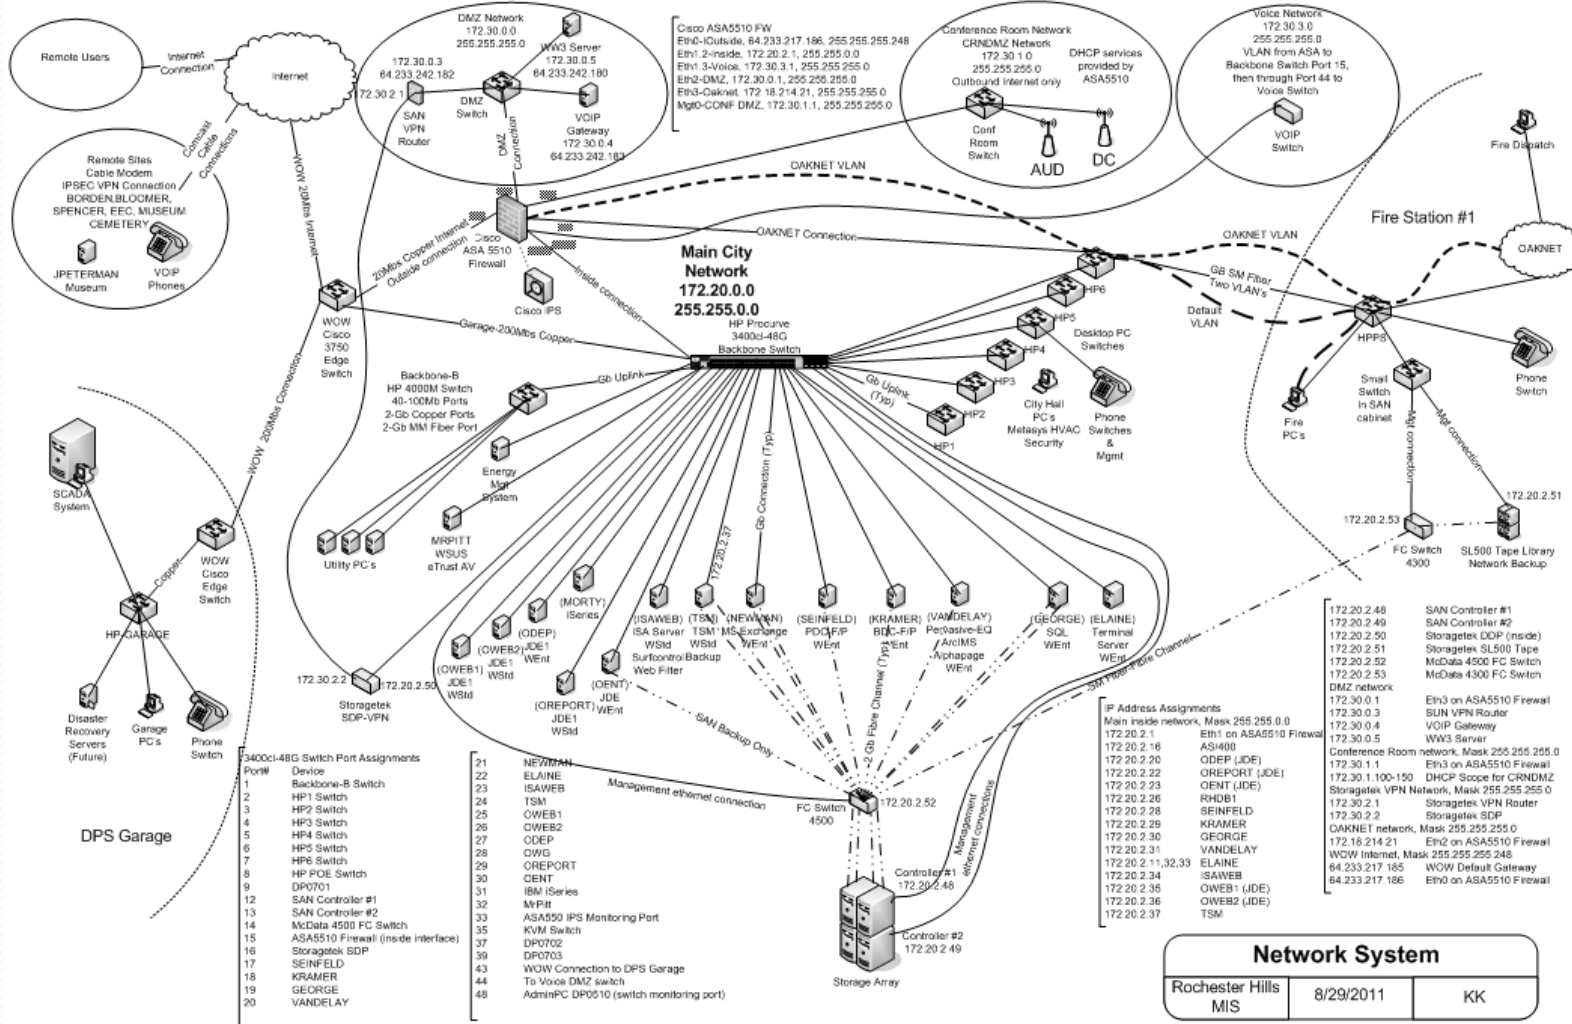 Remote Users
Internet
Connection
Internet
Comcast
Cable
Connections
Remote Sites
Cable Modem
IPSEC VPN Connection
BORDEN,BLOOMER,
SPENCER, EEC, MUSEUM
CEMETERY
JPETERMAN
Museum
VOIP
Phones
WOW 20Mbs Internet
DMZ Network
172.30.0.0
255.255.255.0
WW3 Server
172.30.0.5
64.233.242.180
172.30.0.3
64.233.242.182
172.30.2.1
SAN
VPN
Router
DMZ
Switch
VOIP
Gateway
172.30.0.4
64.233.242.183
DMZ
Connection
Cisco ASA5510 FW
Eth0-IOutside, 64.233.217.186, 255.255.255.248
Eth1.2-Inside, 172.20.2.1, 255.255.0.0
Eth1.3-Voice, 172.30.3.1, 255.255.255.0
Eth2-DMZ, 172.30.0.1, 255.255.255.0
Eth3-Oaknet, 172.18.214.21, 255.255.255.0
Mgt0-CONF DMZ, 172.30.1.1, 255.255.255.0
Conference Room Network
CRNDMZ Network
172.30.1.0
255.255.255.0
Outbound Internet only
DHCP services
provided by
ASA5510
Conf
Room
Switch
AUD
DC
Voice Network
172.30.3.0
255.255.255.0
VLAN from ASA to
Backbone Switch Port 15,
then through Port 44 to
Voice Switch
VOIP
Switch
Fire Dispatch
Fire Station #1
OAKNET
OAKNET VLAN
OAKNET VLAN
OAKNET Connection
GB SM Fiber
Two VLAN's
Default
VLAN
HPPS
Phone
Switch
Small
Switch
In SAN
cabinet
Fire
PC's
Mgt connection
Mgt connection
172.20.2.51
172.20.2.53
FC Switch
4300
SL500 Tape Library
Network Backup
20Mbs Copper Internet
Outside connection
Cisco
ASA 5510
Firewall
Cisco IPS
Inside connection
Main City
Network
172.20.0.0
255.255.0.0
HP Procurve
3400cl-48G
Backbone Switch
WOW
Cisco
3750
Edge
Switch
Garage-200Mbs Copper
WOW 200Mbs Connection
Backbone-B
HP 4000M Switch
40-100Mb Ports
2-Gb Copper Ports
2-Gb MM Fiber Port
Gb Uplink
Gb Uplink
(Typ)
HP6
HP5
HP4
HP3
HP2
HP1
Desktop PC
Switches
City Hall
PC's
Metasys HVAC
Security
Phone
Switches
&
Mgmt
Energy
Mgt
System
MRPITT
WSUS
eTrust AV
Utility PC's
SCADA
System
WOW
Cisco
Edge
Switch
Copper
HP-GARAGE
Disaster
Recovery
Servers
(Future)
Garage
PC's
Phone
Switch
DPS Garage
172.30.2.2
172.20.2.50
Storagetek
SDP-VPN
(OWEB1)
JDE1
WStd
(OWEB2)
JDE1
WStd
(ODEP)
JDE1
WEnt
(MORTY)
iSeries
(OREPORT)
JDE1
WStd
(OENT)
JDE
WEnt
(ISAWEB)
ISA Server
WStd
Surfcontrol
Web Filter
172.20.2.37
(TSM)
TSM
WStd
Backup
Gb Connection (Typ)
(NEWMAN)
MS-Exchange
WEnt
(SEINFELD)
PDC-F/P
WEnt
(KRAMER)
BDC-F/P
WEnt
(VANDELAY)
Pervasive-EQ
ArcIMS
Alphapage
WEnt
(GEORGE)
SQL
WEnt
(ELAINE)
Terminal
Server
WEnt
SAN Backup Only
2 Gb Fibre Channel (Typ)
SM Fiber-Fibre Channel
Management ethernet connection
FC Switch
4500
172.20.2.52
Management
ethernet connections
Controller #1
172.20.2.48
Controller #2
172.20.2.49
Storage Array
3400cl-48G Switch Port Assignments
Port# Device
1 Backbone-B Switch
2 HP1 Switch
3 HP2 Switch
4 HP3 Switch
5 HP4 Switch
6 HP5 Switch
7 HP6 Switch
8 HP POE Switch
9 DP0701
12 SAN Controller #1
13 SAN Controller #2
14 McData 4500 FC Switch
15 ASA5510 Firewall (inside interface)
16 Storagetek SDP
17 SEINFELD
18 KRAMER
19 GEORGE
20 VANDELAY
21 NEWMAN
22 ELAINE
23 ISAWEB
24 TSM
25 OWEB1
26 OWEB2
27 ODEP
28 OWG
29 OREPORT
30 OENT
31 IBM iSeries
32 MrPitt
33 ASA550 IPS Monitoring Port
35 KVM Switch
37 DP0702
39 DP0703
43 WOW Connection to DPS Garage
44 To Voice DMZ switch
48 AdminPC DP0510 (switch monitoring port)
IP Address Assignments
Main inside network, Mask 255.255.0.0
172.20.2.1 Eth1 on ASA5510 Firewall
172.20.2.16 AS/400
172.20.2.20 ODEP (JDE)
172.20.2.22 OREPORT (JDE)
172.20.2.23 OENT (JDE)
172.20.2.26 RHDB1
172.20.2.28 SEINFELD
172.20.2.29 KRAMER
172.20.2.30 GEORGE
172.20.2.31 VANDELAY
172.20.2.11,32,33 ELAINE
172.20.2.34 ISAWEB
172.20.2.35 OWEB1 (JDE)
172.20.2.36 OWEB2 (JDE)
172.20.2.37 TSM
172.20.2.48 SAN Controller #1
172.20.2.49 SAN Controller #2
172.20.2.50 Storagetek DDP (inside)
172.20.2.51 Storagetek SL500 Tape
172.20.2.52 McData 4500 FC Switch
172.20.2.53 McData 4300 FC Switch
DMZ network
172.30.0.1 Eth3 on ASA5510 Firewall
172.30.0.3 SUN VPN Router
172.30.0.4 VOIP Gateway
172.30.0.5 WW3 Server
Conference Room network, Mask 255.255.255.0
172.30.1.1 Eth3 on ASA5510 Firewall
172.30.1.100-150 DHCP Scope for CRNDMZ
Storagetek VPN Network, Mask 255.255.255.0
172.30.2.1 Storagetek VPN Router
172.30.2.2 Storagetek SDP
OAKNET network, Mask 255.255.255.0
172.18.214.21 Eth2 on ASA5510 Firewall
WOW Internet, Mask 255.255.255.248
64.233.217.185 WOW Default Gateway
64.233.217.186 Eth0 on ASA5510 Firewall
Network System
Rochester Hills
MIS
8/29/2011
KK